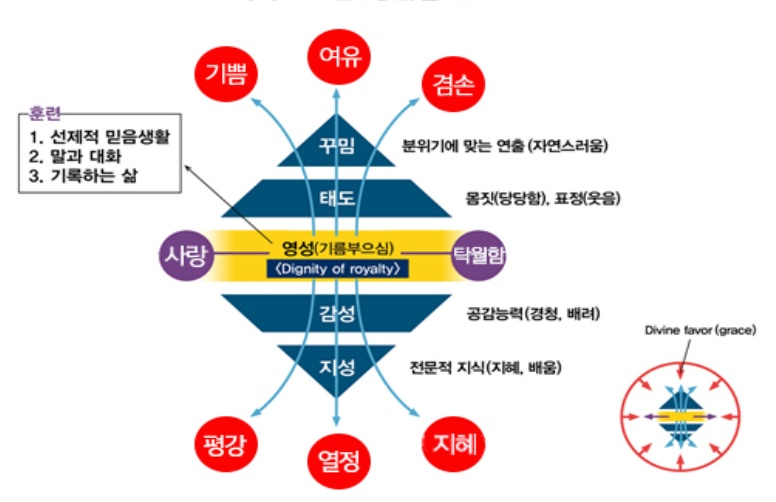 여유
기쁨
겸손
훈련
1. 선제적 믿음생활
2. 말과 대화
3. 기록하는 삶
꾸밈
분위기에 맞는 연출(자연스러움)
태도
몸짓(당당함), 표정(웃음)
사랑
영성(기름부으심)
<Dignity of royalty>
탁월함
감성
공감능력(경청, 배려)
지성
전문적 지식(지혜, 배움)
Divine favor(grace)
평강
열정
지혜